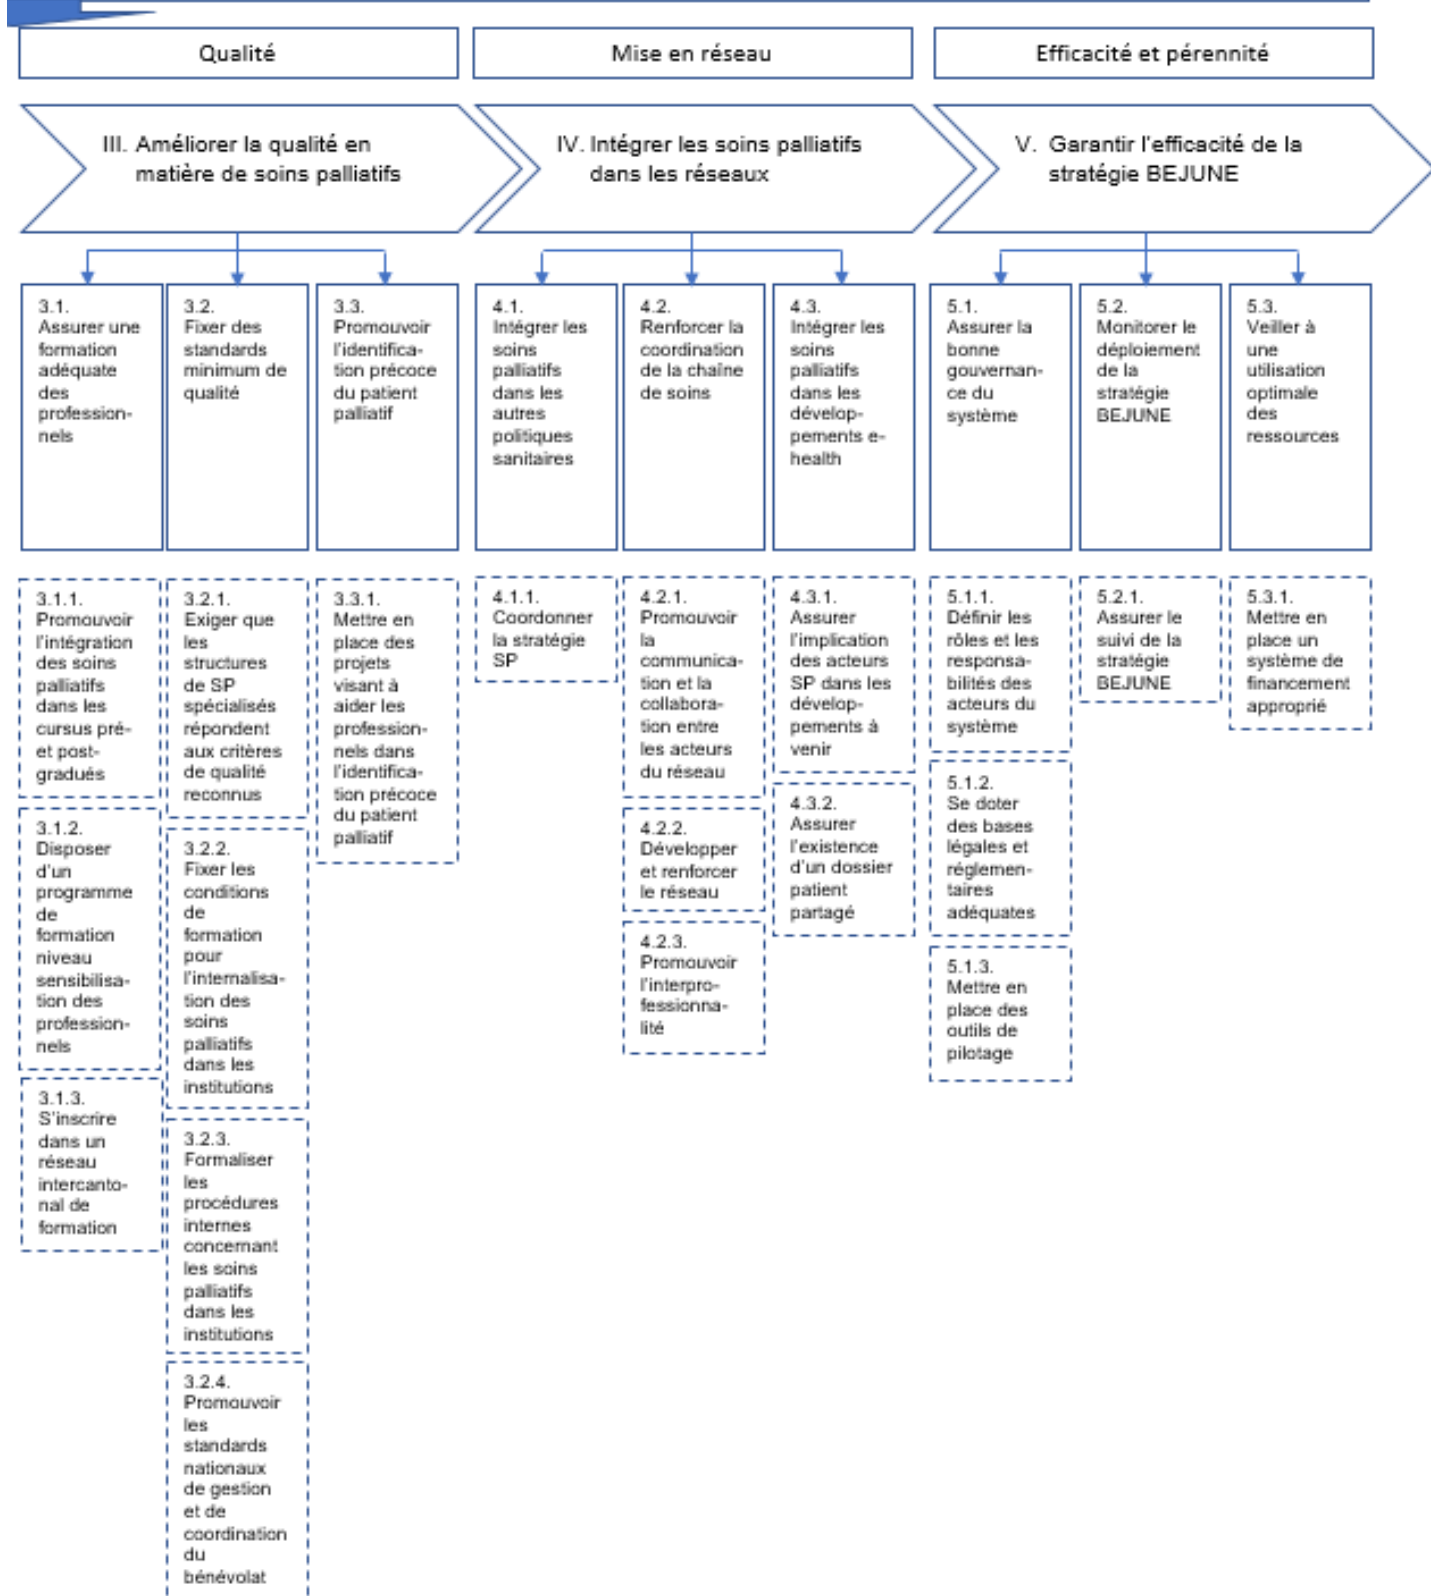 Qualité
Mise en réseau
Efficacité et pérennité
III. Améliorer la qualité en
matière de soins palliatifs
IV. Intégrer les soins palliatifs
dans les réseaux
V. Garantir l'efficacité de la
stratégie BEJUNE
3.1.
Assurer une
formation
adéquate
des
profession-
nels
3.2.
Fixer des
standards
minimum de
qualité
3.3.
Promouvoir
l'identifica-
tion précoce
du patient
palliatif
4.1.
Intégrer les
soins
palliatifs
dans les
autres
politiques
sanitaires
4.2.
Renforcer la
coordination
de la chaîne
de soins
4.3.
Intégrer les
soins
palliatifs
dans les
dévelop-
pements e-
health
5.1.
Assurer la
bonne
gouvernan-
ce du
système
5.2.
Monitorer le
déploiement
de la
stratégie
BEJUNE
5.3.
Veiller à
une
utilisation
optimale
des
ressources
3.1.1.
Promouvoir
l'intégration
des soins
palliatifs
dans les
cursus pré-
et post-
gradués
3.1.2.
Disposer
d'un
programme
de
formation
niveau
sensibilisa-
tion des
profession-
nels
3.1.3.
S'inscrire
dans un
réseau
intercanto-
nal de
formation
3.2.1.
Exiger que
les
structures
de SP
spécialisés
répondent
aux critères
de qualité
reconnus
3.2.2.
Fixer les
conditions
de
formation
pour
l'internalisa-
tion des
soins
palliatifs
dans les
institutions
3.2.3.
Formaliser
les
procédures
internes
concernant
les soins
palliatifs
dans les
institutions
3.2.4.
Promouvoir
les
standards
nationaux
de gestion
et de
coordination
du
bénévolat
3.3.1.
Mettre en
place des
projets
visant à
aider les
profession-
nels dans
l'identifica-
tion précoce
du patient
palliatif
4.1.1.
Coordonner
la stratégie
SP
4.2.1.
Promouvoir
la
communica-
tion et la
collabora-
tion entre
les acteurs
du réseau
4.2.2.
Développer
et renforcer
le réseau
4.2.3.
Promouvoir
l'interpro-
fessionna-
lité
4.3.1.
Assurer
l'implication
des acteurs
SP dans les
dévelop-
pements à
venir
4.3.2.
Assurer
l'existence
d'un dossier
patient
partagé
5.1.1.
Définir les
rôles et les
responsa-
bilités des
acteurs du
système
5.1.2.
Se doter
des bases
légales et
réglemen-
taires
adéquates
5.1.3.
Mettre en
place des
outils de
pilotage
5.2.1.
Assurer le
suivi de la
stratégie
BEJUNE
5.3.1.
Mettre en
place un
système de
financement
approprié